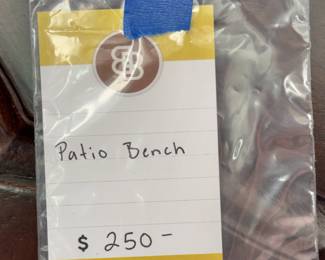 Patio Bench
$ 250-